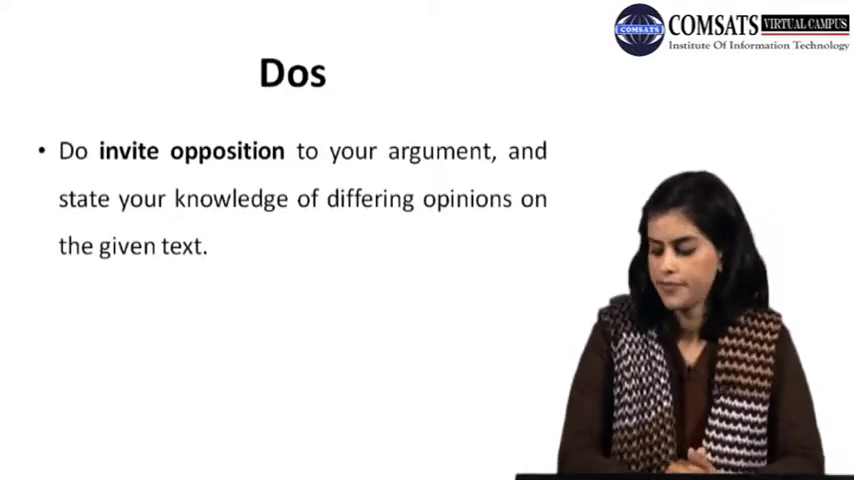 COMSATS VIRTUAL CAMPUS
COMSATS
Institute Of Information Technology
Dos
• Do invite opposition to your argument, and
state your knowledge of differing opinions on
the given text.